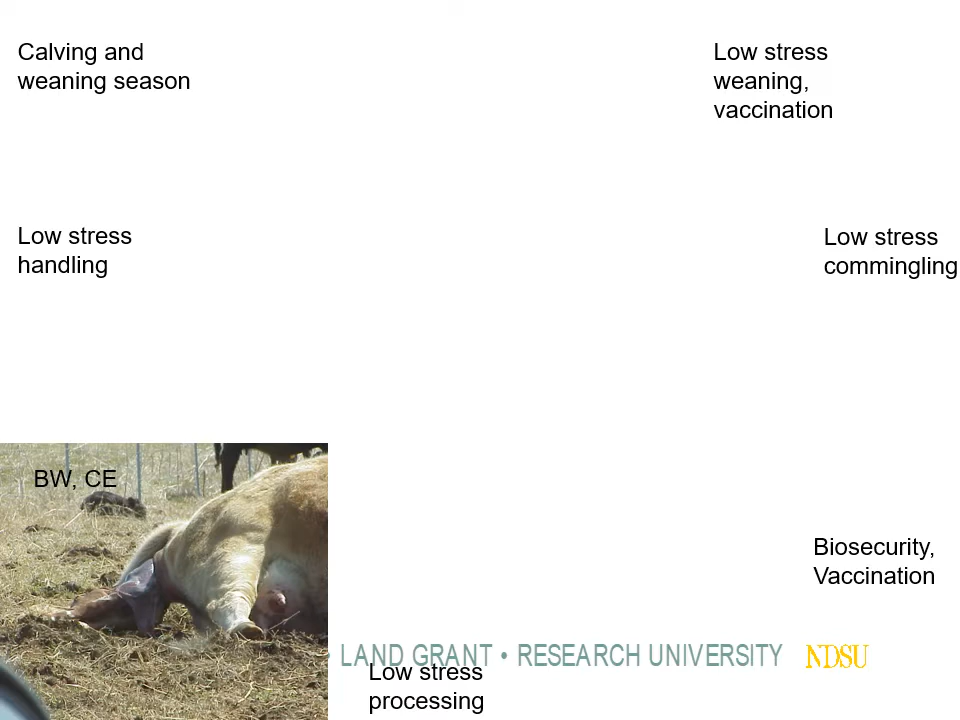 Calving and
weaning season
Low stress
weaning,
vaccination
Low stress
handling
Low stress
commingling
BW, CE
Biosecurity,
Vaccination
• LAND GRANT • RESEARCH UNIVERSITY NDSU
Low stress
processing